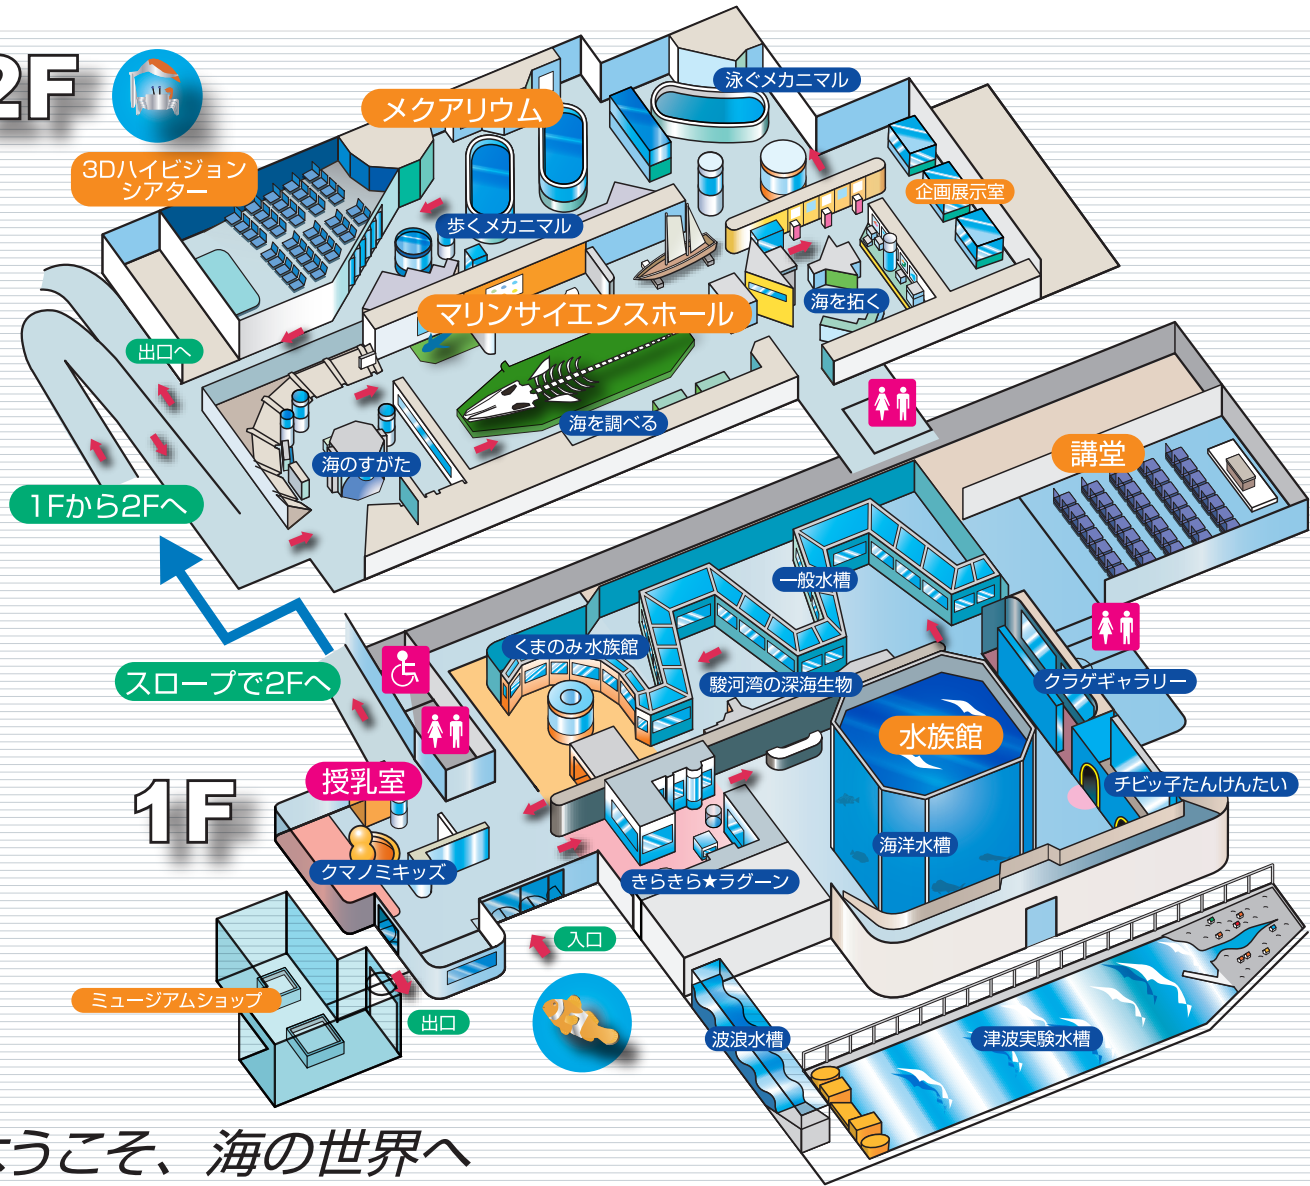 2F
3Dハイビジョン
シアター
メクアリウム
泳ぐメカニマル
企画展示室
歩くメカニマル
マリンサイエンスホール
海を拓く
出口へ
海を調べる
海のすがた
1Fから2Fへ
講堂
一般水槽
くまのみ水族館
駿河湾の深海生物
クラゲギャラリー
スロープで2Fへ
水族館
1F
授乳室
チビッ子たんけんたい
海洋水槽
クマノミキッズ
きらきら★ラグーン
入口
ミュージアムショップ
出口
波浪水槽
津波実験水槽
ようこそ、海の世界へ